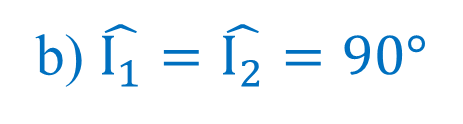 b) Î₁ = Î₂ = 90°